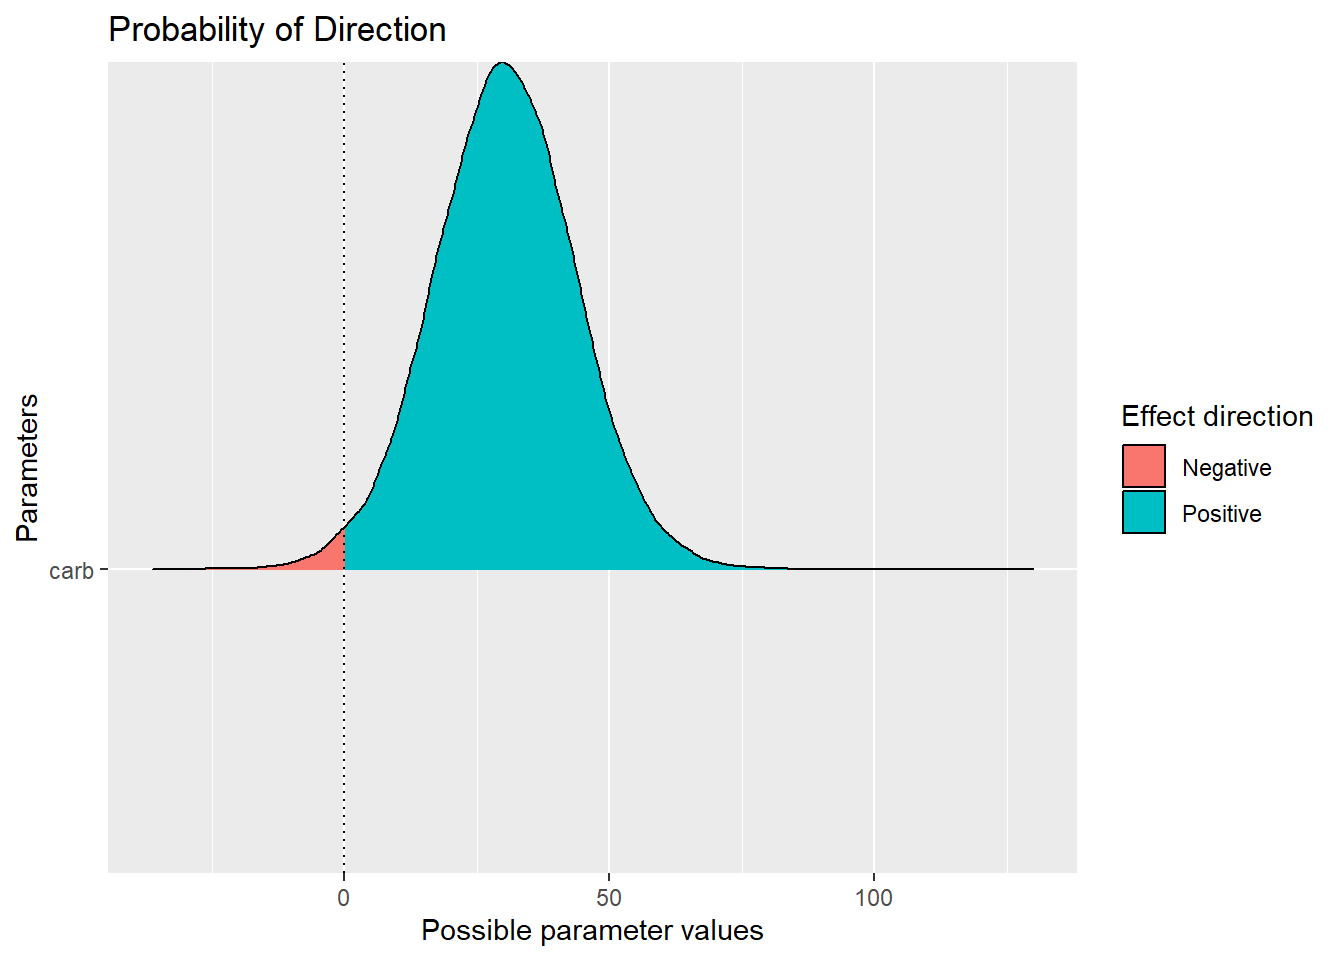 Probability of Direction
Parameters
carb
0 50 100
Possible parameter values
Effect direction
Negative
Positive